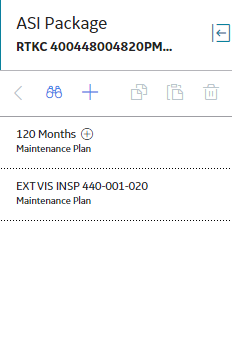 ASI Package
RTKC 400448004820PM...
120 Months
Maintenance Plan
EXT VIS INSP 440-001-020
Maintenance Plan